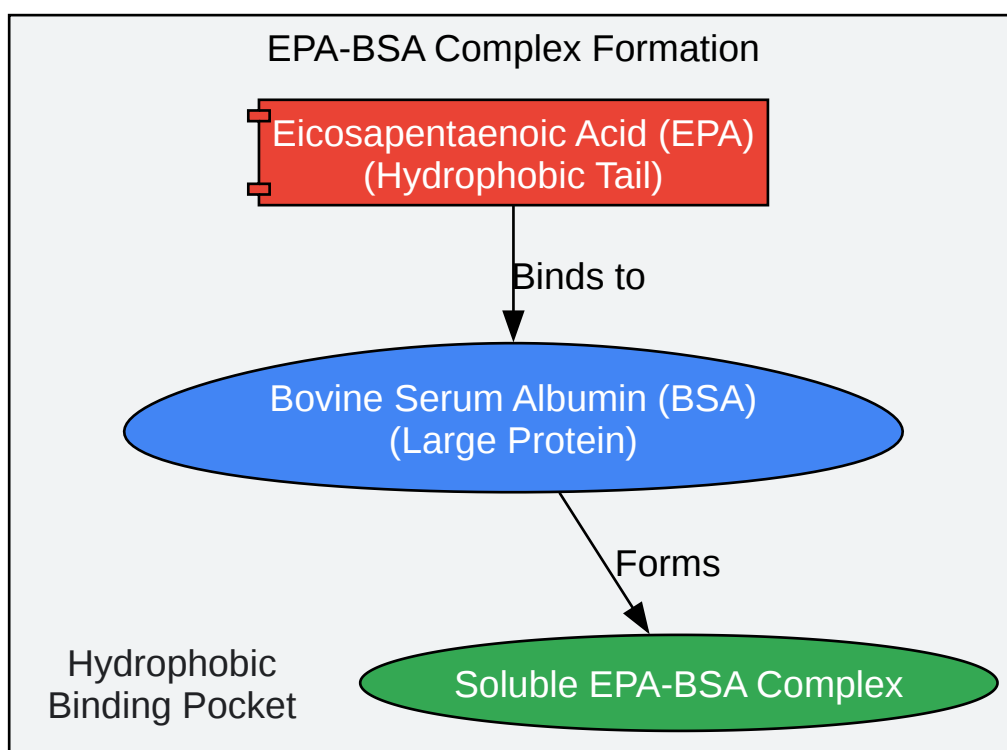 EPA-BSA Complex Formation
Eicosapentaenoic Acid (EPA)
(Hydrophobic Tail)
Binds to
Bovine Serum Albumin (BSA)
(Large Protein)
Forms
Hydrophobic
Binding Pocket
Soluble EPA-BSA Complex